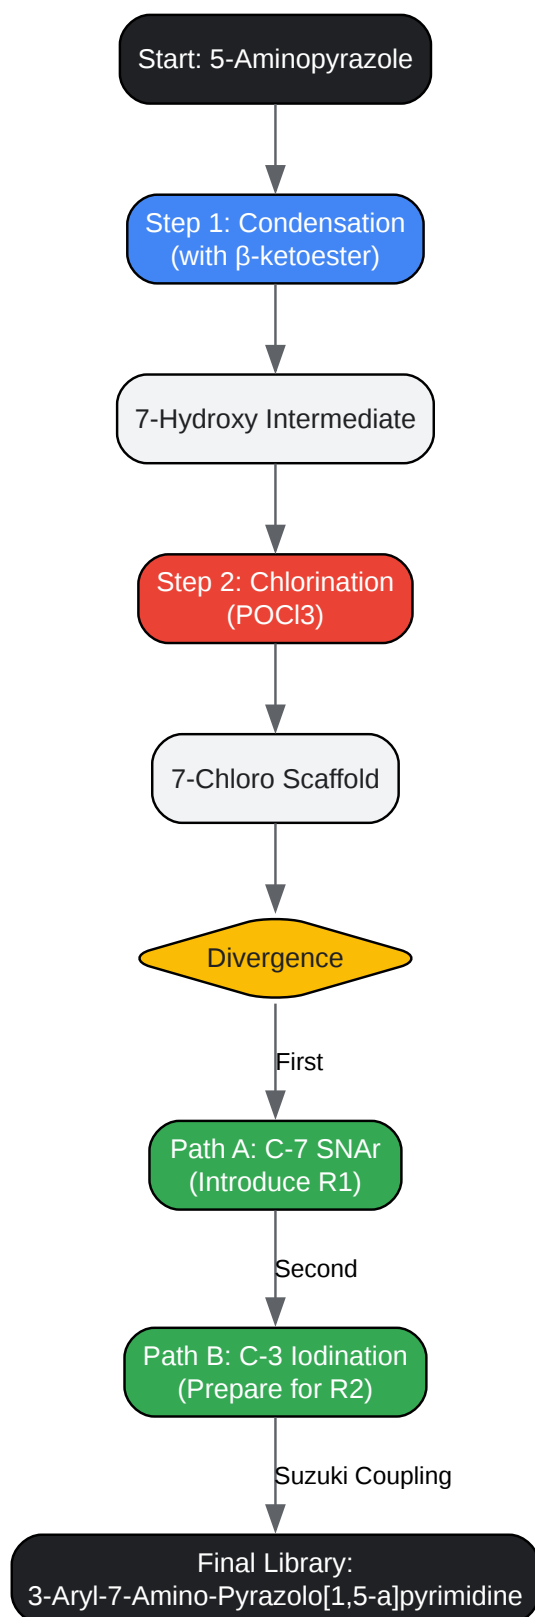 Start: 5-Aminopyrazole
Step 1: Condensation
(with β-ketoester)
7-Hydroxy Intermediate
Step 2: Chlorination
(POCl3)
7-Chloro Scaffold
Divergence
First
Path A: C-7 SNAr
(Introduce R1)
Second
Path B: C-3 Iodination
(Prepare for R2)
Suzuki Coupling
Final Library:
3-Aryl-7-Amino-Pyrazolo[1,5-a]pyrimidine